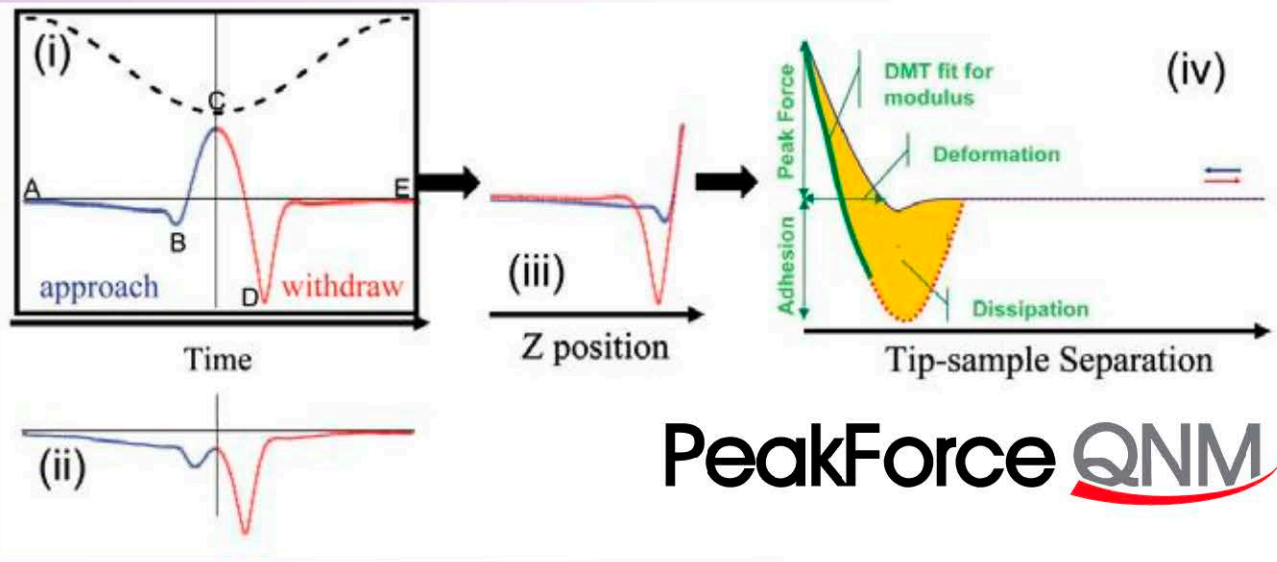 (i)
C
A
E
B
approach
D
withdraw
Time
(ii)
(iii)
Z position
(iv)
Peak Force
Adhesion
DMT fit for
modulus
Deformation
Dissipation
Tip-sample Separation
PeakForce QNM